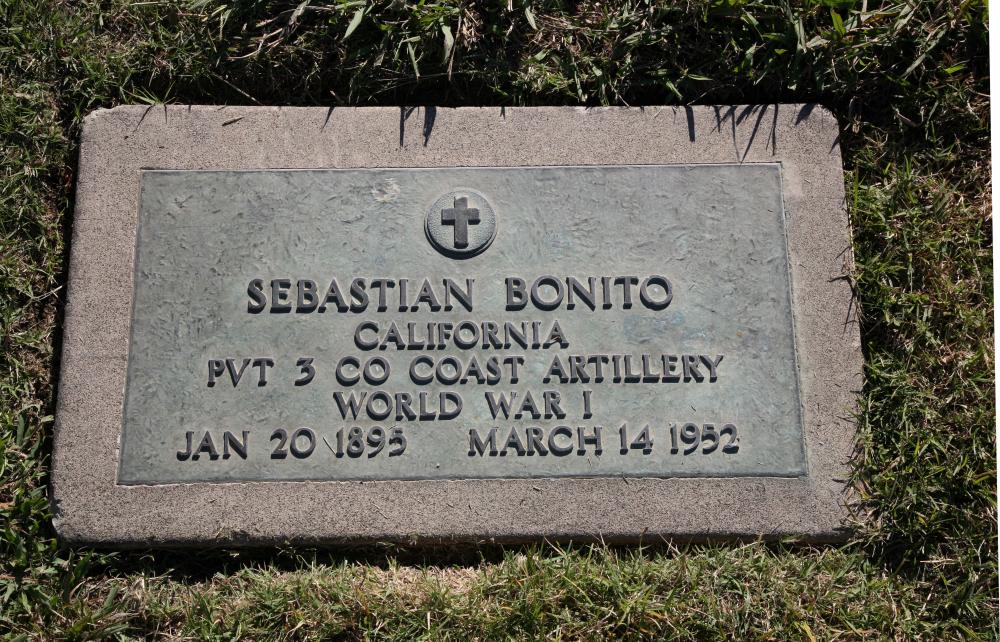 SEBASTIAN BONITO
CALIFORNIA
PVT 3 CO COAST ARTILLERY
WORLD WAR I
JAN 20 1895 MARCH 14 1952